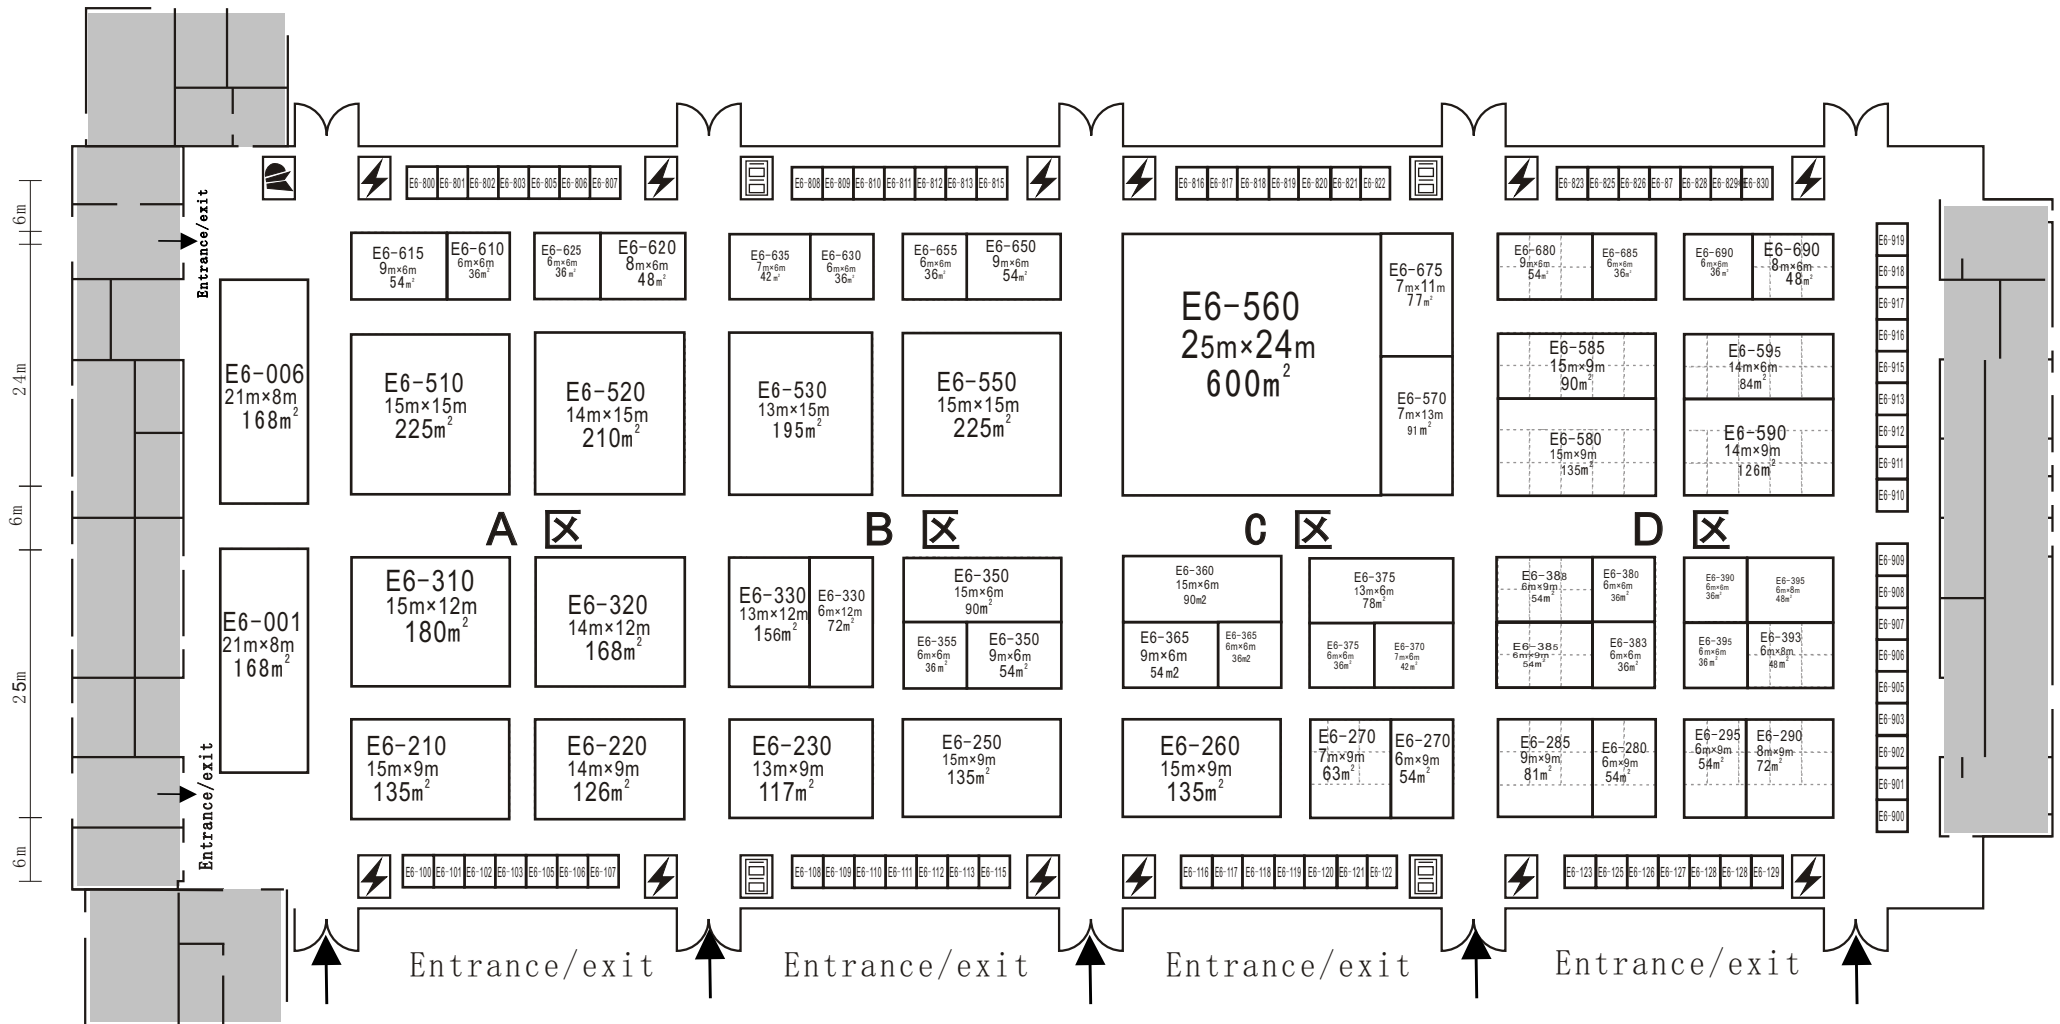 E6-800 E6-801 E6-802 E6-803 E6-805 E6-806 E6-807
E6-808 E6-809 E6-810 E6-811 E6-812 E6-813 E6-815
E6-816 E6-817 E6-818 E6-819 E6-820 E6-821 E6-822
E6-823 E6-825 E6-826 E6-87 E6-828 E6-829 E6-830
6m
24m
6m
25m
6m
Entrance/exit
Entrance/exit
E6-006
21m×8m
168m²
E6-001
21m×8m
168m²
E6-615
9m×6m
54m²
E6-610
6m×6m
36m²
E6-625
6m×6m
36m²
E6-620
8m×6m
48m²
E6-635
7m×6m
42m²
E6-630
6m×6m
36m²
E6-655
6m×6m
36m²
E6-650
9m×6m
54m²
E6-560
25m×24m
600m²
E6-675
7m×11m
77m²
E6-570
7m×13m
91m²
E6-680
9m×6m
54m²
E6-685
6m×6m
36m²
E6-690
6m×6m
36m²
E6-690
8m×6m
48m²
E6-510
15m×15m
225m²
E6-520
14m×15m
210m²
E6-530
13m×15m
195m²
E6-550
15m×15m
225m²
E6-585
15m×9m
90m²
E6-595
14m×6m
84m²
E6-580
15m×9m
135m²
E6-590
14m×9m
126m²
A 区
B 区
C 区
D 区
E6-310
15m×12m
180m²
E6-320
14m×12m
168m²
E6-330
13m×12m
156m²
E6-330
6m×12m
72m²
E6-350
15m×6m
90m²
E6-355
6m×6m
36m²
E6-350
9m×6m
54m²
E6-360
15m×6m
90m2
E6-365
9m×6m
54m2
E6-365
6m×6m
36m2
E6-375
13m×6m
78m²
E6-375
6m×6m
36m²
E6-370
7m×6m
42m²
E6-388
6m×9m
54m²
E6-380
6m×6m
36m²
E6-385
6m×9m
54m²
E6-383
6m×6m
36m²
E6-390
6m×6m
36m²
E6-395
6m×8m
48m²
E6-395
6m×6m
36m²
E6-393
6m×8m
48m²
E6-210
15m×9m
135m²
E6-220
14m×9m
126m²
E6-230
13m×9m
117m²
E6-250
15m×9m
135m²
E6-260
15m×9m
135m²
E6-270
7m×9m
63m²
E6-270
6m×9m
54m²
E6-285
9m×9m
81m²
E6-280
6m×9m
54m²
E6-295
6m×9m
54m²
E6-290
8m×9m
72m²
E6-919
E6-918
E6-917
E6-916
E6-915
E6-913
E6-912
E6-911
E6-910
E6-909
E6-908
E6-907
E6-906
E6-905
E6-903
E6-902
E6-901
E6-900
E6-100 E6-101 E6-102 E6-103 E6-105 E6-106 E6-107
E6-108 E6-109 E6-110 E6-111 E6-112 E6-113 E6-115
E6-116 E6-117 E6-118 E6-119 E6-120 E6-121 E6-122
E6-123 E6-125 E6-126 E6-127 E6-128 E6-128 E6-129
Entrance/exit
Entrance/exit
Entrance/exit
Entrance/exit